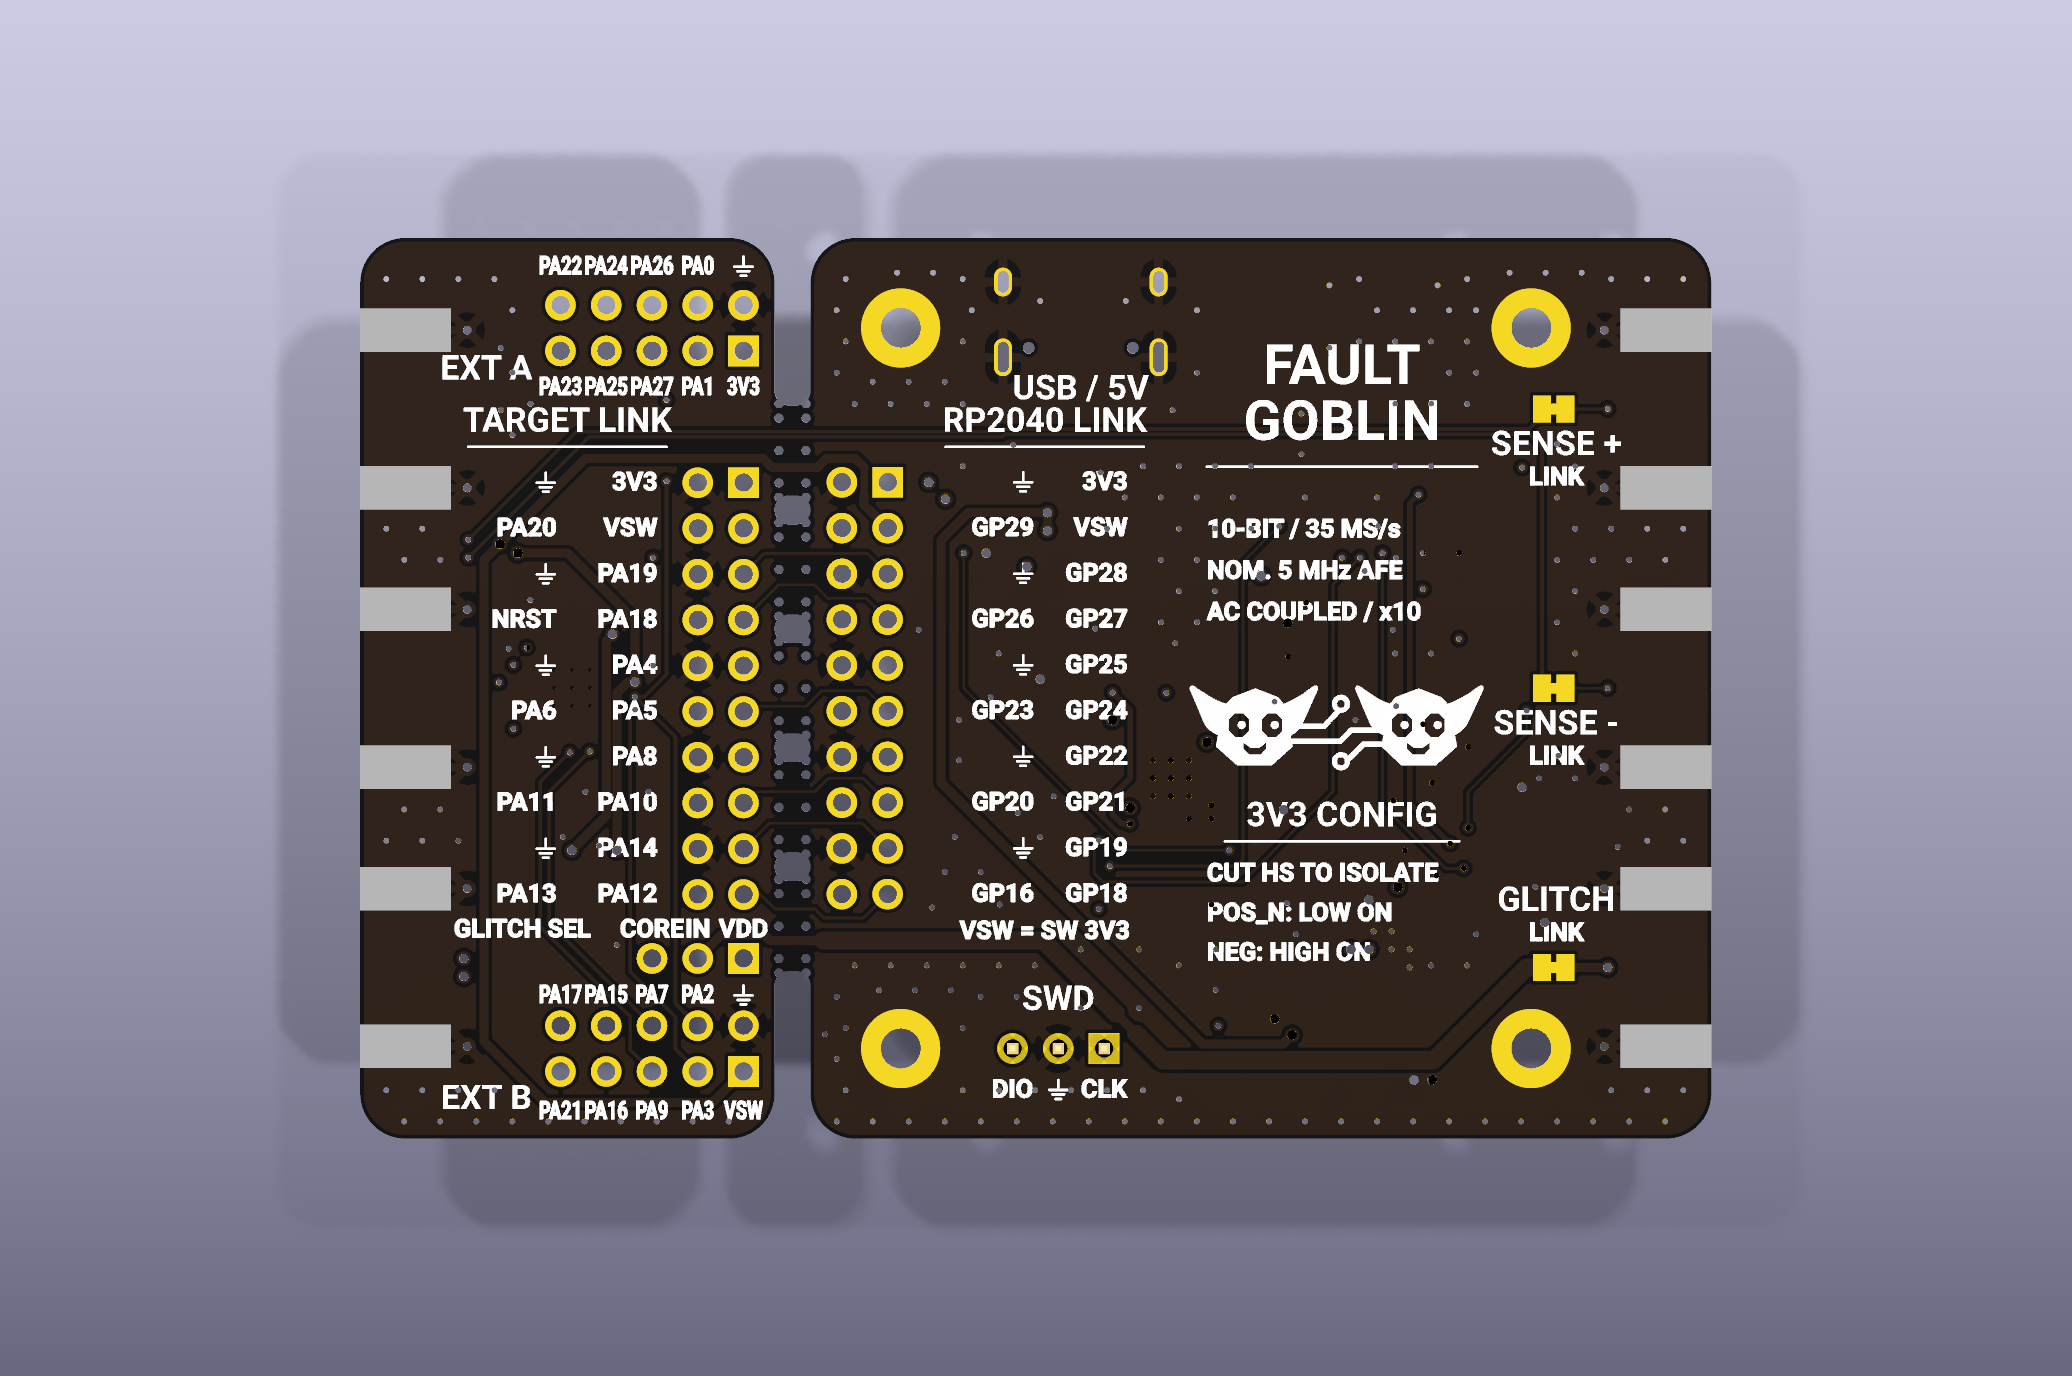 PA22 PA24 PA26 PA0 ⏚
EXT A
PA23 PA25 PA27 PA1 3V3
TARGET LINK
⏚ 3V3
PA20 VSW
⏚ PA19
NRST PA18
⏚ PA4
PA6 PA5
⏚ PA8
PA11 PA10
⏚ PA14
PA13 PA12
GLITCH SEL COREIN VDD
PA17 PA15 PA7 PA2 ⏚
EXT B
PA21 PA16 PA9 PA3 VSW
USB / 5V
RP2040 LINK
⏚ 3V3
GP29 VSW
⏚ GP28
GP26 GP27
⏚ GP25
GP23 GP24
⏚ GP22
GP20 GP21
⏚ GP19
GP16 GP18
VSW = SW 3V3
SWD
DIO ⏚ CLK
FAULT
GOBLIN
10-BIT / 35 MS/s
NOM. 5 MHz AFE
AC COUPLED / x10
3V3 CONFIG
CUT HS TO ISOLATE
POS_N: LOW ON
NEG: HIGH ON
SENSE +
LINK
SENSE -
LINK
GLITCH
LINK